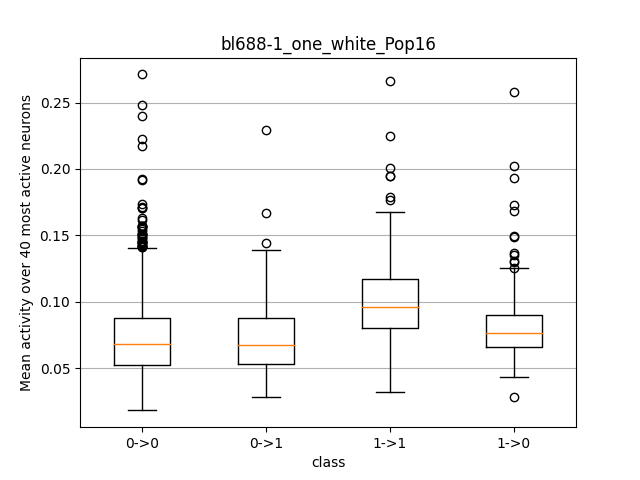 bl688-1_one_white_Pop16
Mean activity over 40 most active neurons
0.25
0.20
0.15
0.10
0.05
0->0 0->1 1->1 1->0
class